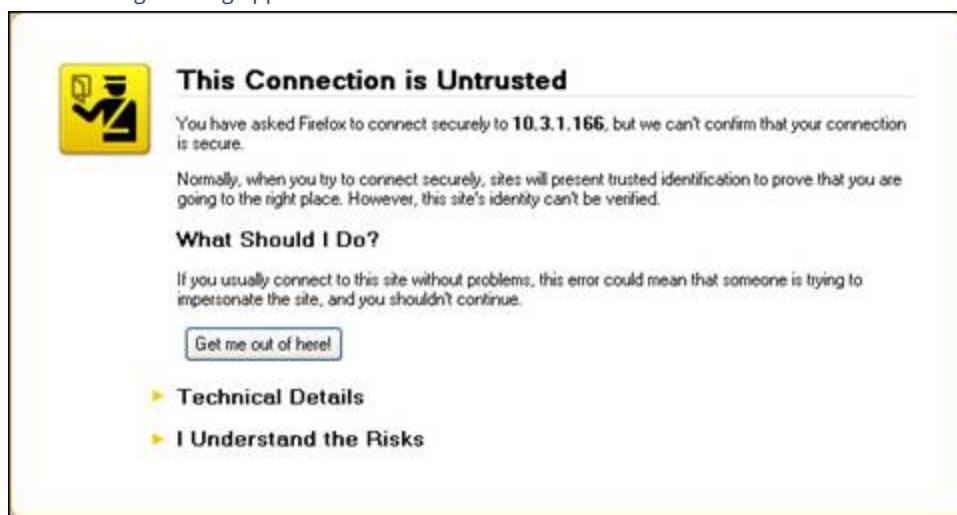 This Connection is Untrusted
You have asked Firefox to connect securely to 10.3.1.166, but we can't confirm that your connection
is secure.
Normally, when you try to connect securely, sites will present trusted identification to prove that you are
going to the right place. However, this site's identity can't be verified.
What Should I Do?
If you usually connect to this site without problems, this error could mean that someone is trying to
impersonate the site, and you shouldn't continue.
Get me out of here!
Technical Details
I Understand the Risks